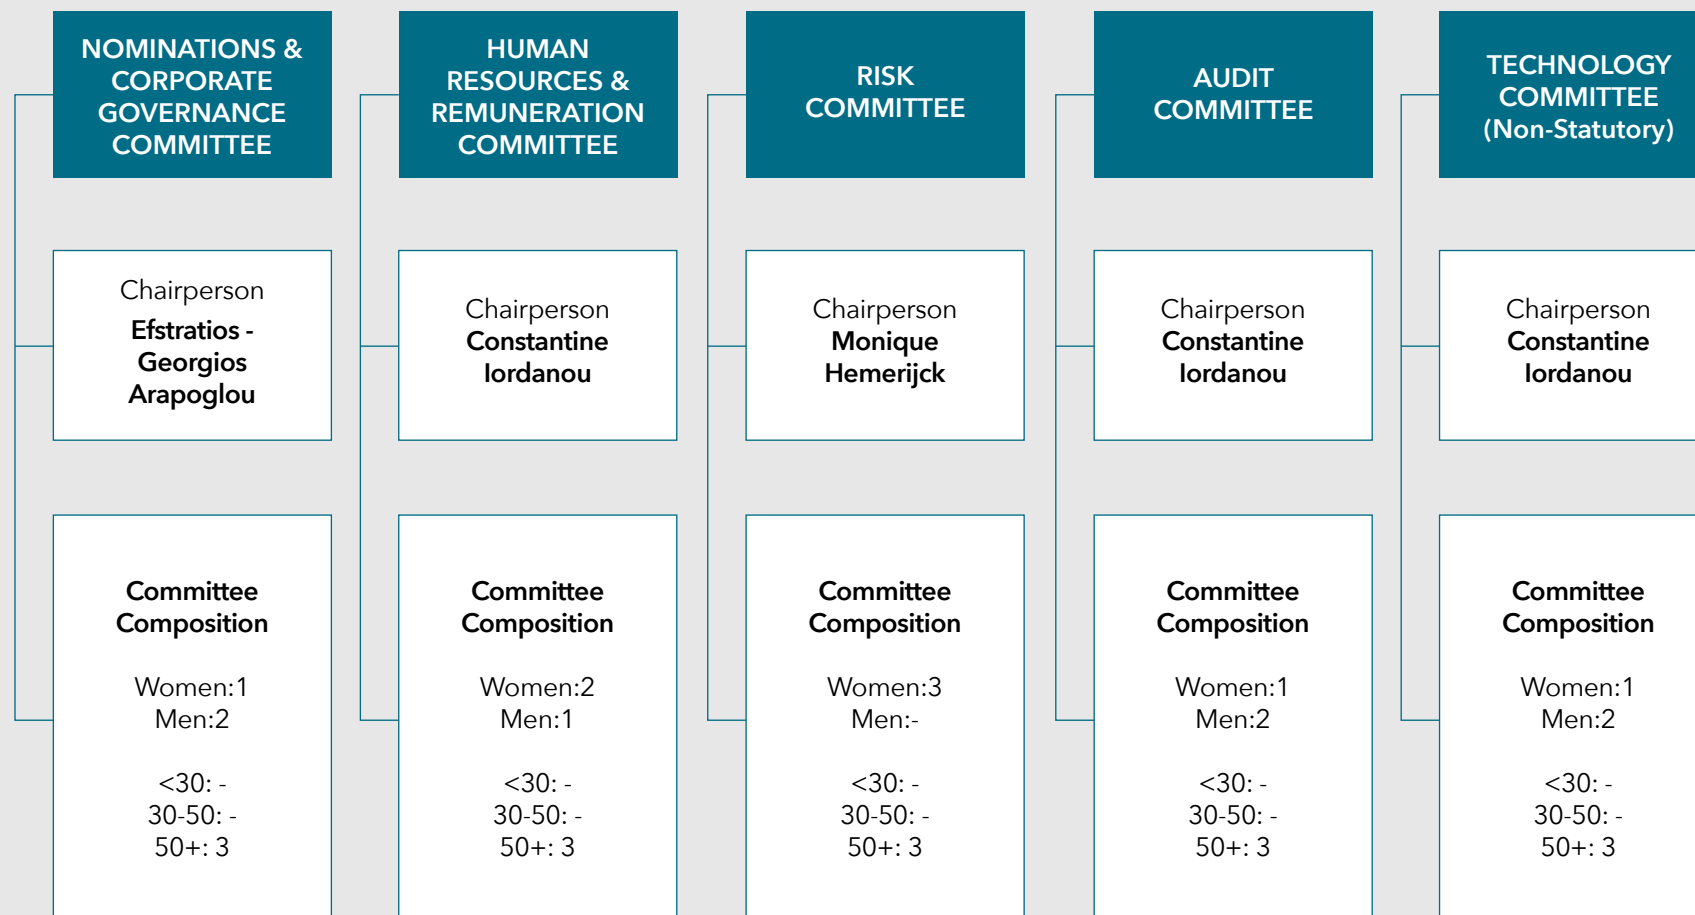 NOMINATIONS &
CORPORATE
GOVERNANCE
COMMITTEE
Chairperson
Efstratios -
Georgios
Arapoglou
Committee
Composition
Women:1
Men:2
<30: -
30-50: -
50+: 3
HUMAN
RESOURCES &
REMUNERATION
COMMITTEE
Chairperson
Constantine
Iordanou
Committee
Composition
Women:2
Men:1
<30: -
30-50: -
50+: 3
RISK
COMMITTEE
Chairperson
Monique
Hemerijck
Committee
Composition
Women:3
Men:-
<30: -
30-50: -
50+: 3
AUDIT
COMMITTEE
Chairperson
Constantine
Iordanou
Committee
Composition
Women:1
Men:2
<30: -
30-50: -
50+: 3
TECHNOLOGY
COMMITTEE
(Non-Statutory)
Chairperson
Constantine
Iordanou
Committee
Composition
Women:1
Men:2
<30: -
30-50: -
50+: 3